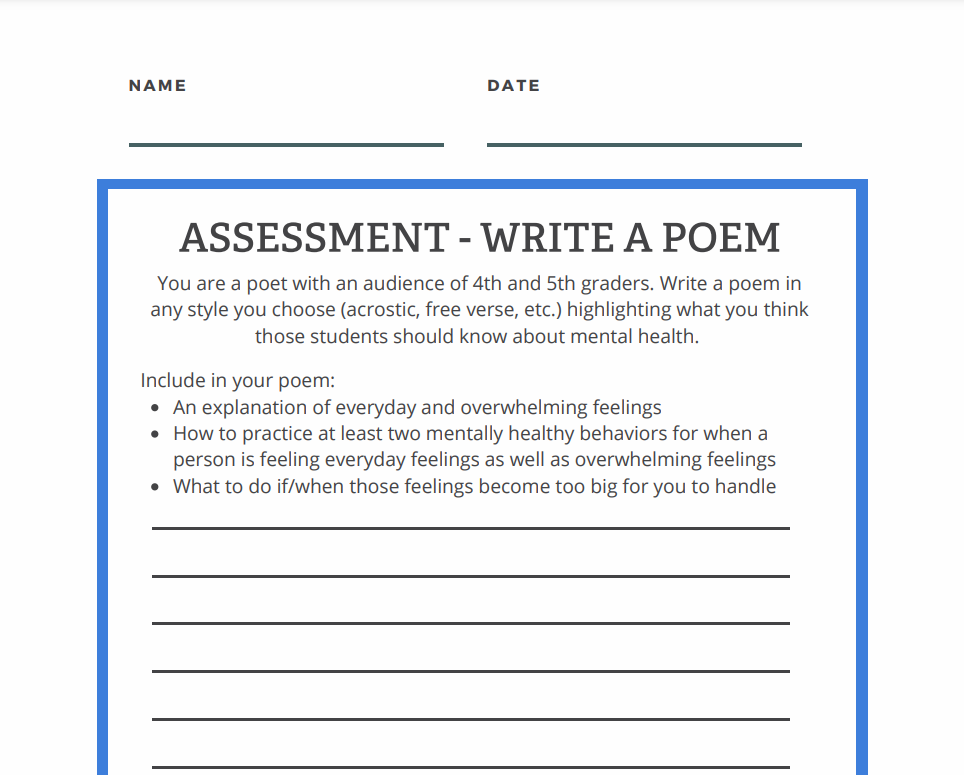 NAME DATE
ASSESSMENT - WRITE A POEM
You are a poet with an audience of 4th and 5th graders. Write a poem in
any style you choose (acrostic, free verse, etc.) highlighting what you think
those students should know about mental health.
Include in your poem:
• An explanation of everyday and overwhelming feelings
• How to practice at least two mentally healthy behaviors for when a
person is feeling everyday feelings as well as overwhelming feelings
• What to do if/when those feelings become too big for you to handle